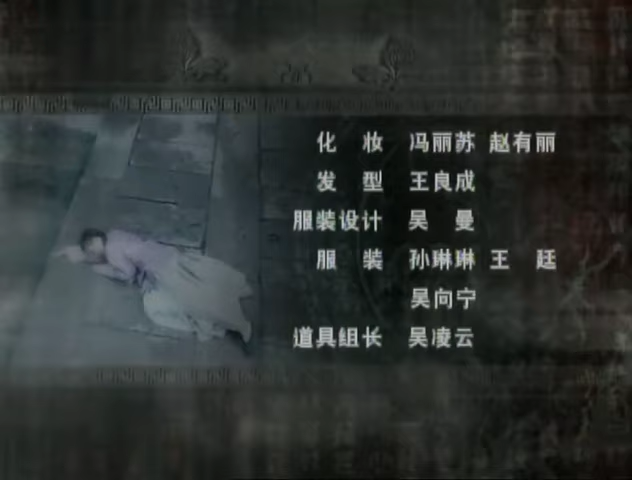 化 妆 冯丽苏 赵有丽
发 型 王良成
服装设计 吴 曼
服 装 孙琳琳 王 廷
吴向宁
道具组长 吴凌云